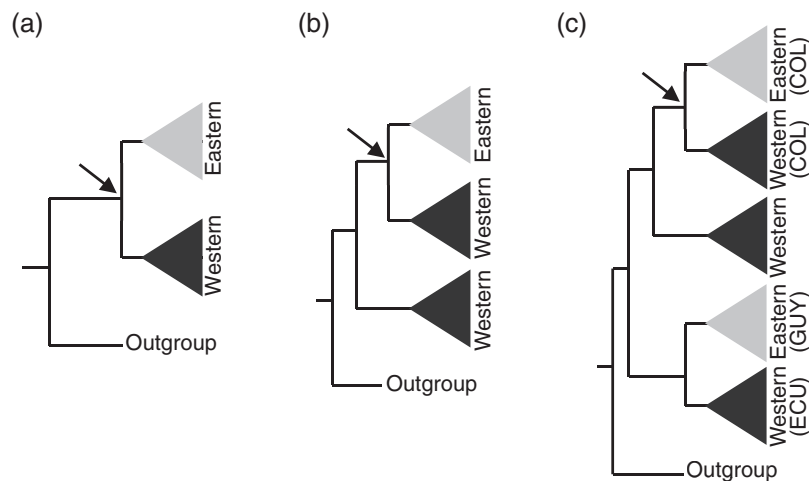 (a)
Eastern
Western
Outgroup
(b)
Eastern
Western
Western
Outgroup
(c)
Eastern
(COL)
Western
(COL)
Western
Eastern
(GUY)
Western
(ECU)
Outgroup